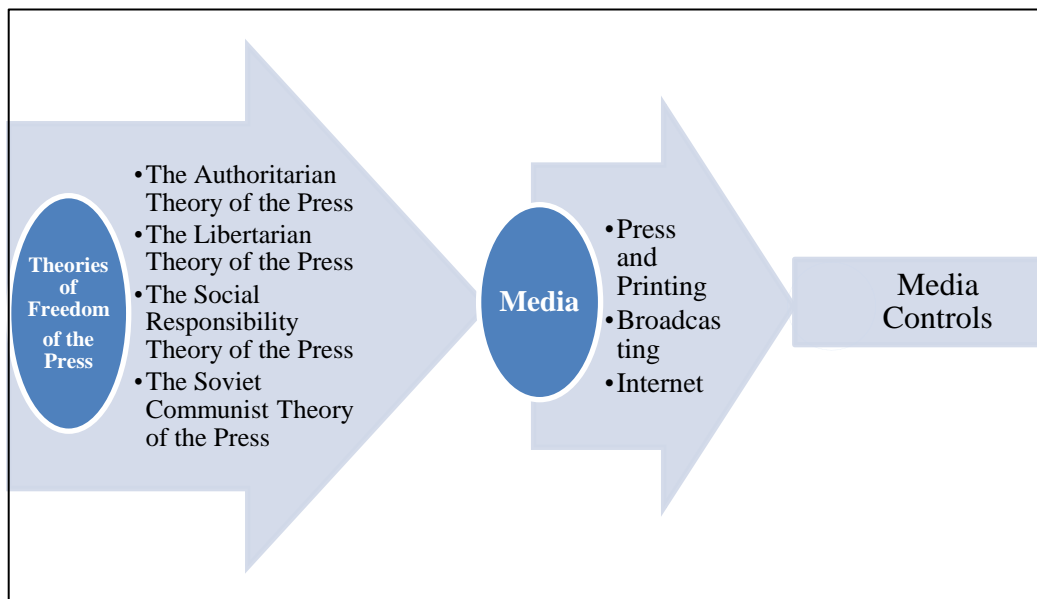 Theories
of
Freedom
of the
Press
•The Authoritarian
Theory of the Press
•The Libertarian
Theory of the Press
•The Social
Responsibility
Theory of the Press
•The Soviet
Communist Theory
of the Press
Media
•Press
and
Printing
•Broadcas
ting
•Internet
Media
Controls